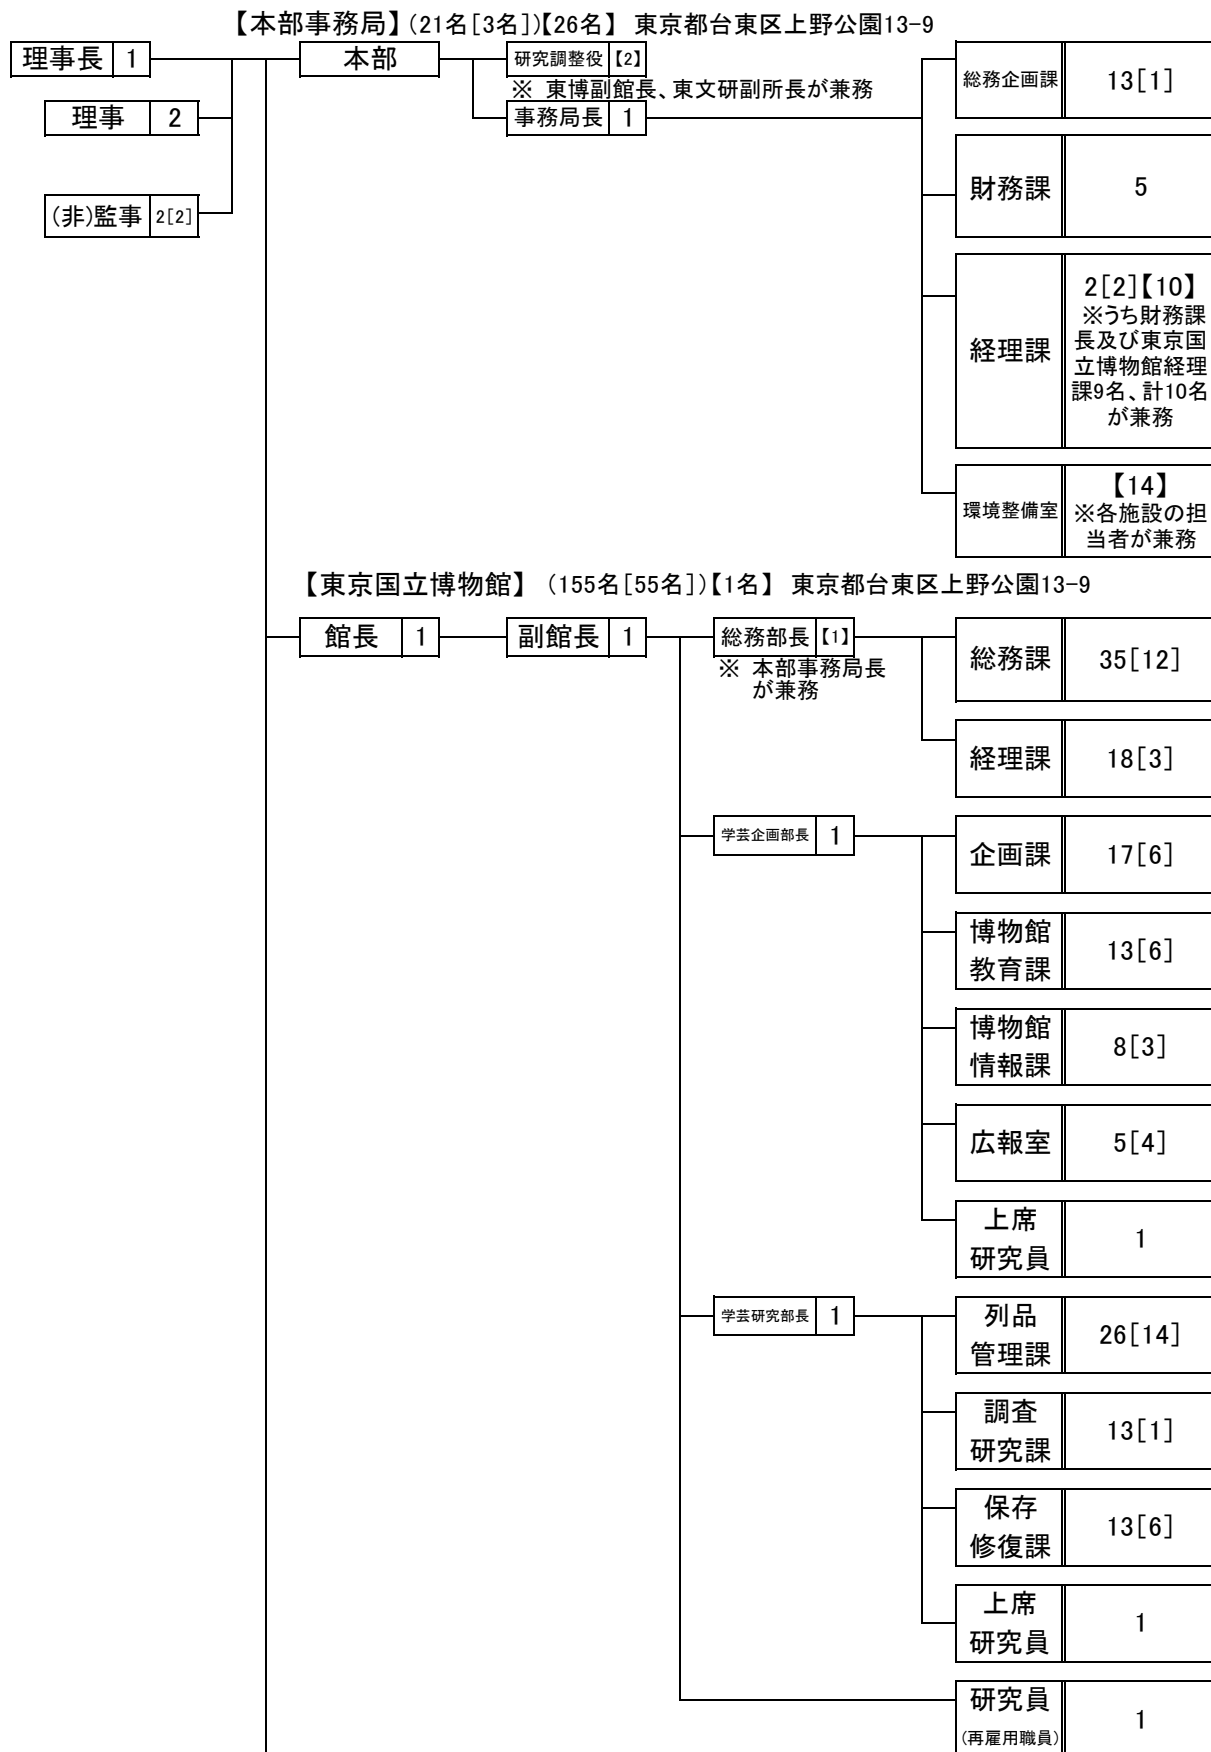 【本部事務局】(21名[3名])【26名】 東京都台東区上野公園13-9
理事長 1
本部
研究調整役 【2】
※ 東博副館長、東文研副所長が兼務
事務局長 1
総務企画課 13[1]
理事 2
財務課 5
(非)監事 2[2]
経理課
2[2]【10】
※うち財務課
長及び東京国
立博物館経理
課9名、計10名
が兼務
環境整備室
【14】
※各施設の担
当者が兼務
【東京国立博物館】 (155名[55名])【1名】 東京都台東区上野公園13-9
館長 1
副館長 1
総務部長 【1】
※ 本部事務局長
が兼務
総務課 35[12]
経理課 18[3]
学芸企画部長 1
企画課 17[6]
博物館
教育課
13[6]
博物館
情報課
8[3]
広報室 5[4]
上席
研究員
1
学芸研究部長 1
列品
管理課
26[14]
調査
研究課
13[1]
保存
修復課
13[6]
上席
研究員
1
研究員
(再雇用職員)
1